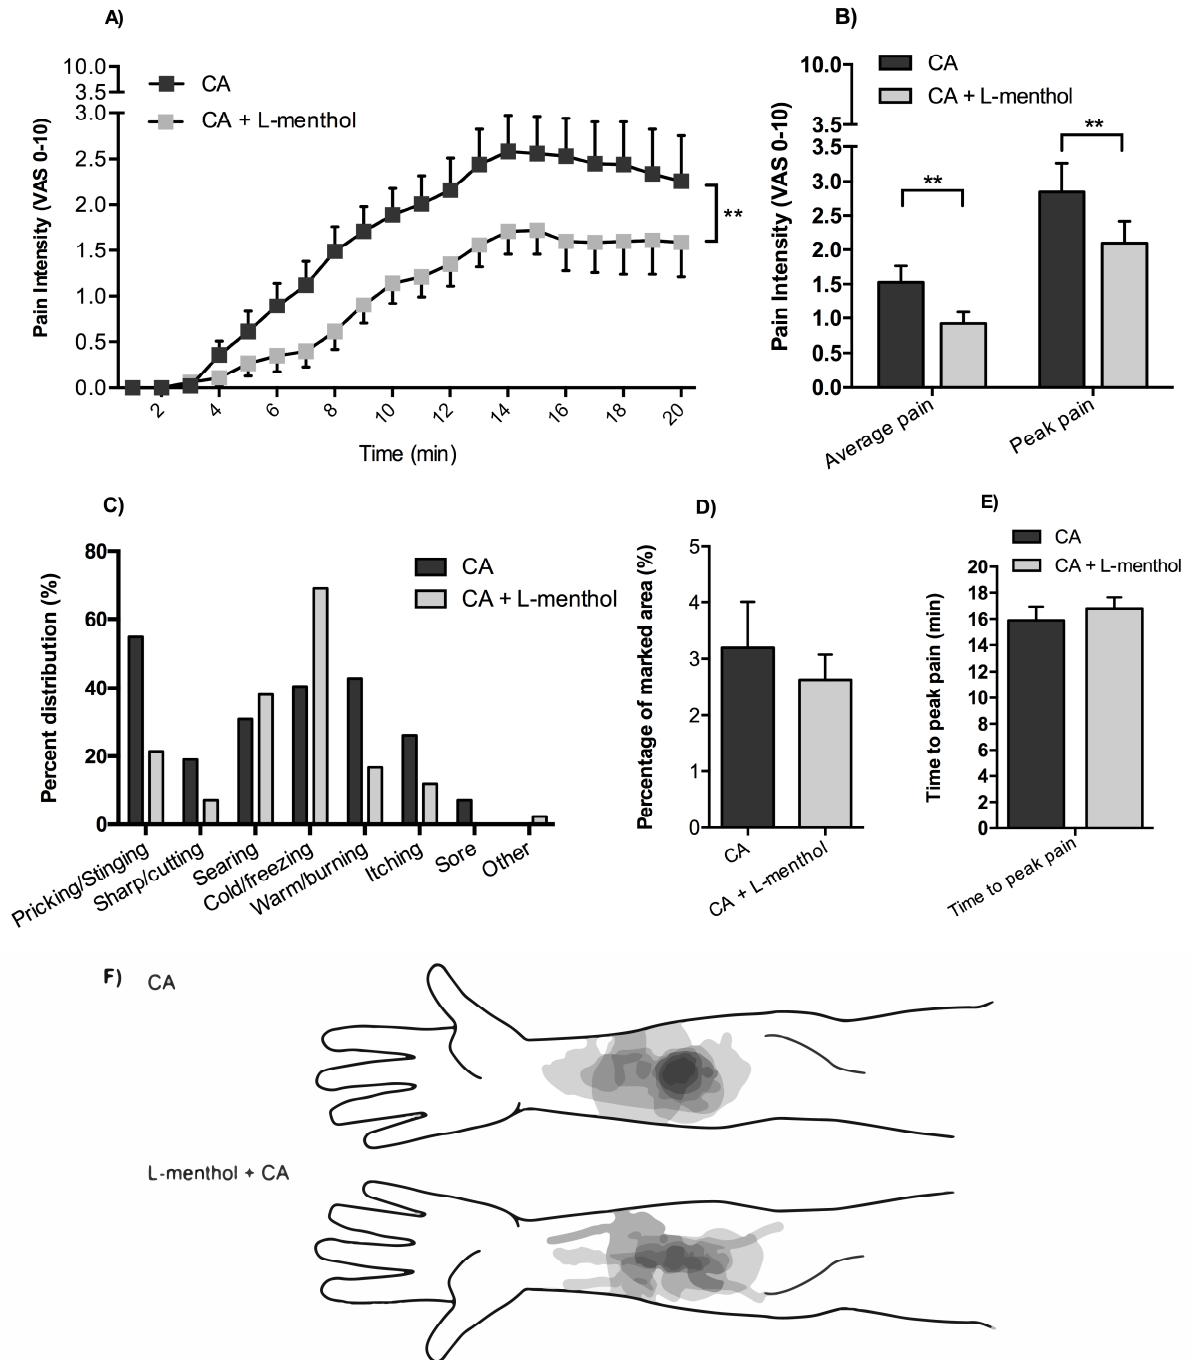 A)
Pain Intensity (VAS 0-10)
10.0
3.5
3.0
2.5
2.0
1.5
1.0
0.5
0.0
CA
CA + L-menthol
**
2 4 6 8 10 12 14 16 18 20
Time (min)
B)
Pain Intensity (VAS 0-10)
10.0
3.5
3.5
3.0
2.5
2.0
1.5
1.0
0.5
0.0
CA
CA + L-menthol
**
**
Average pain
Peak pain
C)
Percent distribution (%)
80
60
40
20
0
CA
CA + L-menthol
Pricking/Stinging
Sharp/cutting
Searing
Cold/freezing
Warm/burning
Itching
Sore
Other
D)
Percentage of marked area (%)
5
4
3
2
1
0
CA
CA + L-menthol
E)
CA
CA + L-menthol
Time to peak pain (min)
20
18
16
14
12
10
8
6
4
2
0
Time to peak pain
F)
CA
L-menthol + CA